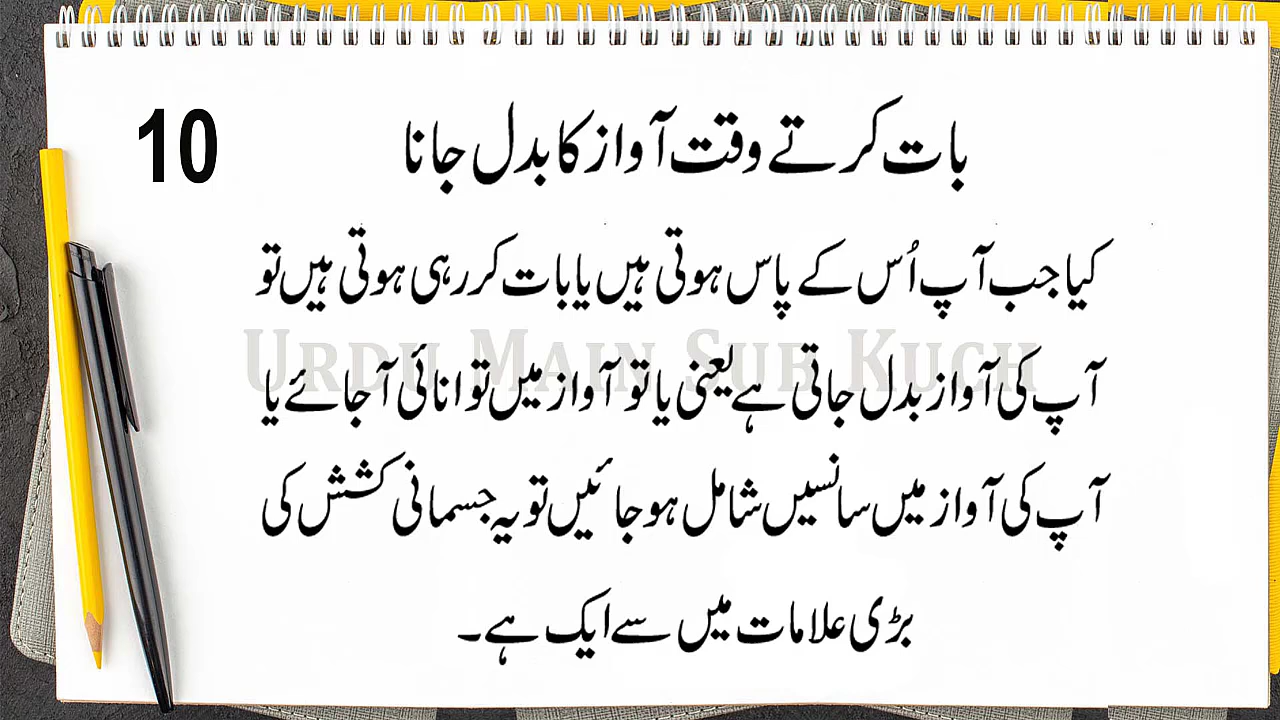 10
بات کرتے وقت آواز کا بدل جانا
کیا جب آپ اُس کے پاس ہوتی ہیں یا بات کر رہی ہوتی ہیں تو
URDU MAIN SUB KUCH
آپ کی آواز بدل جاتی ہے یعنی یا تو آواز میں توانائی آ جائے یا
آپ کی آواز میں سانسیں شامل ہو جائیں تو یہ جسمانی کشش کی
بڑی علامات میں سے ایک ہے۔